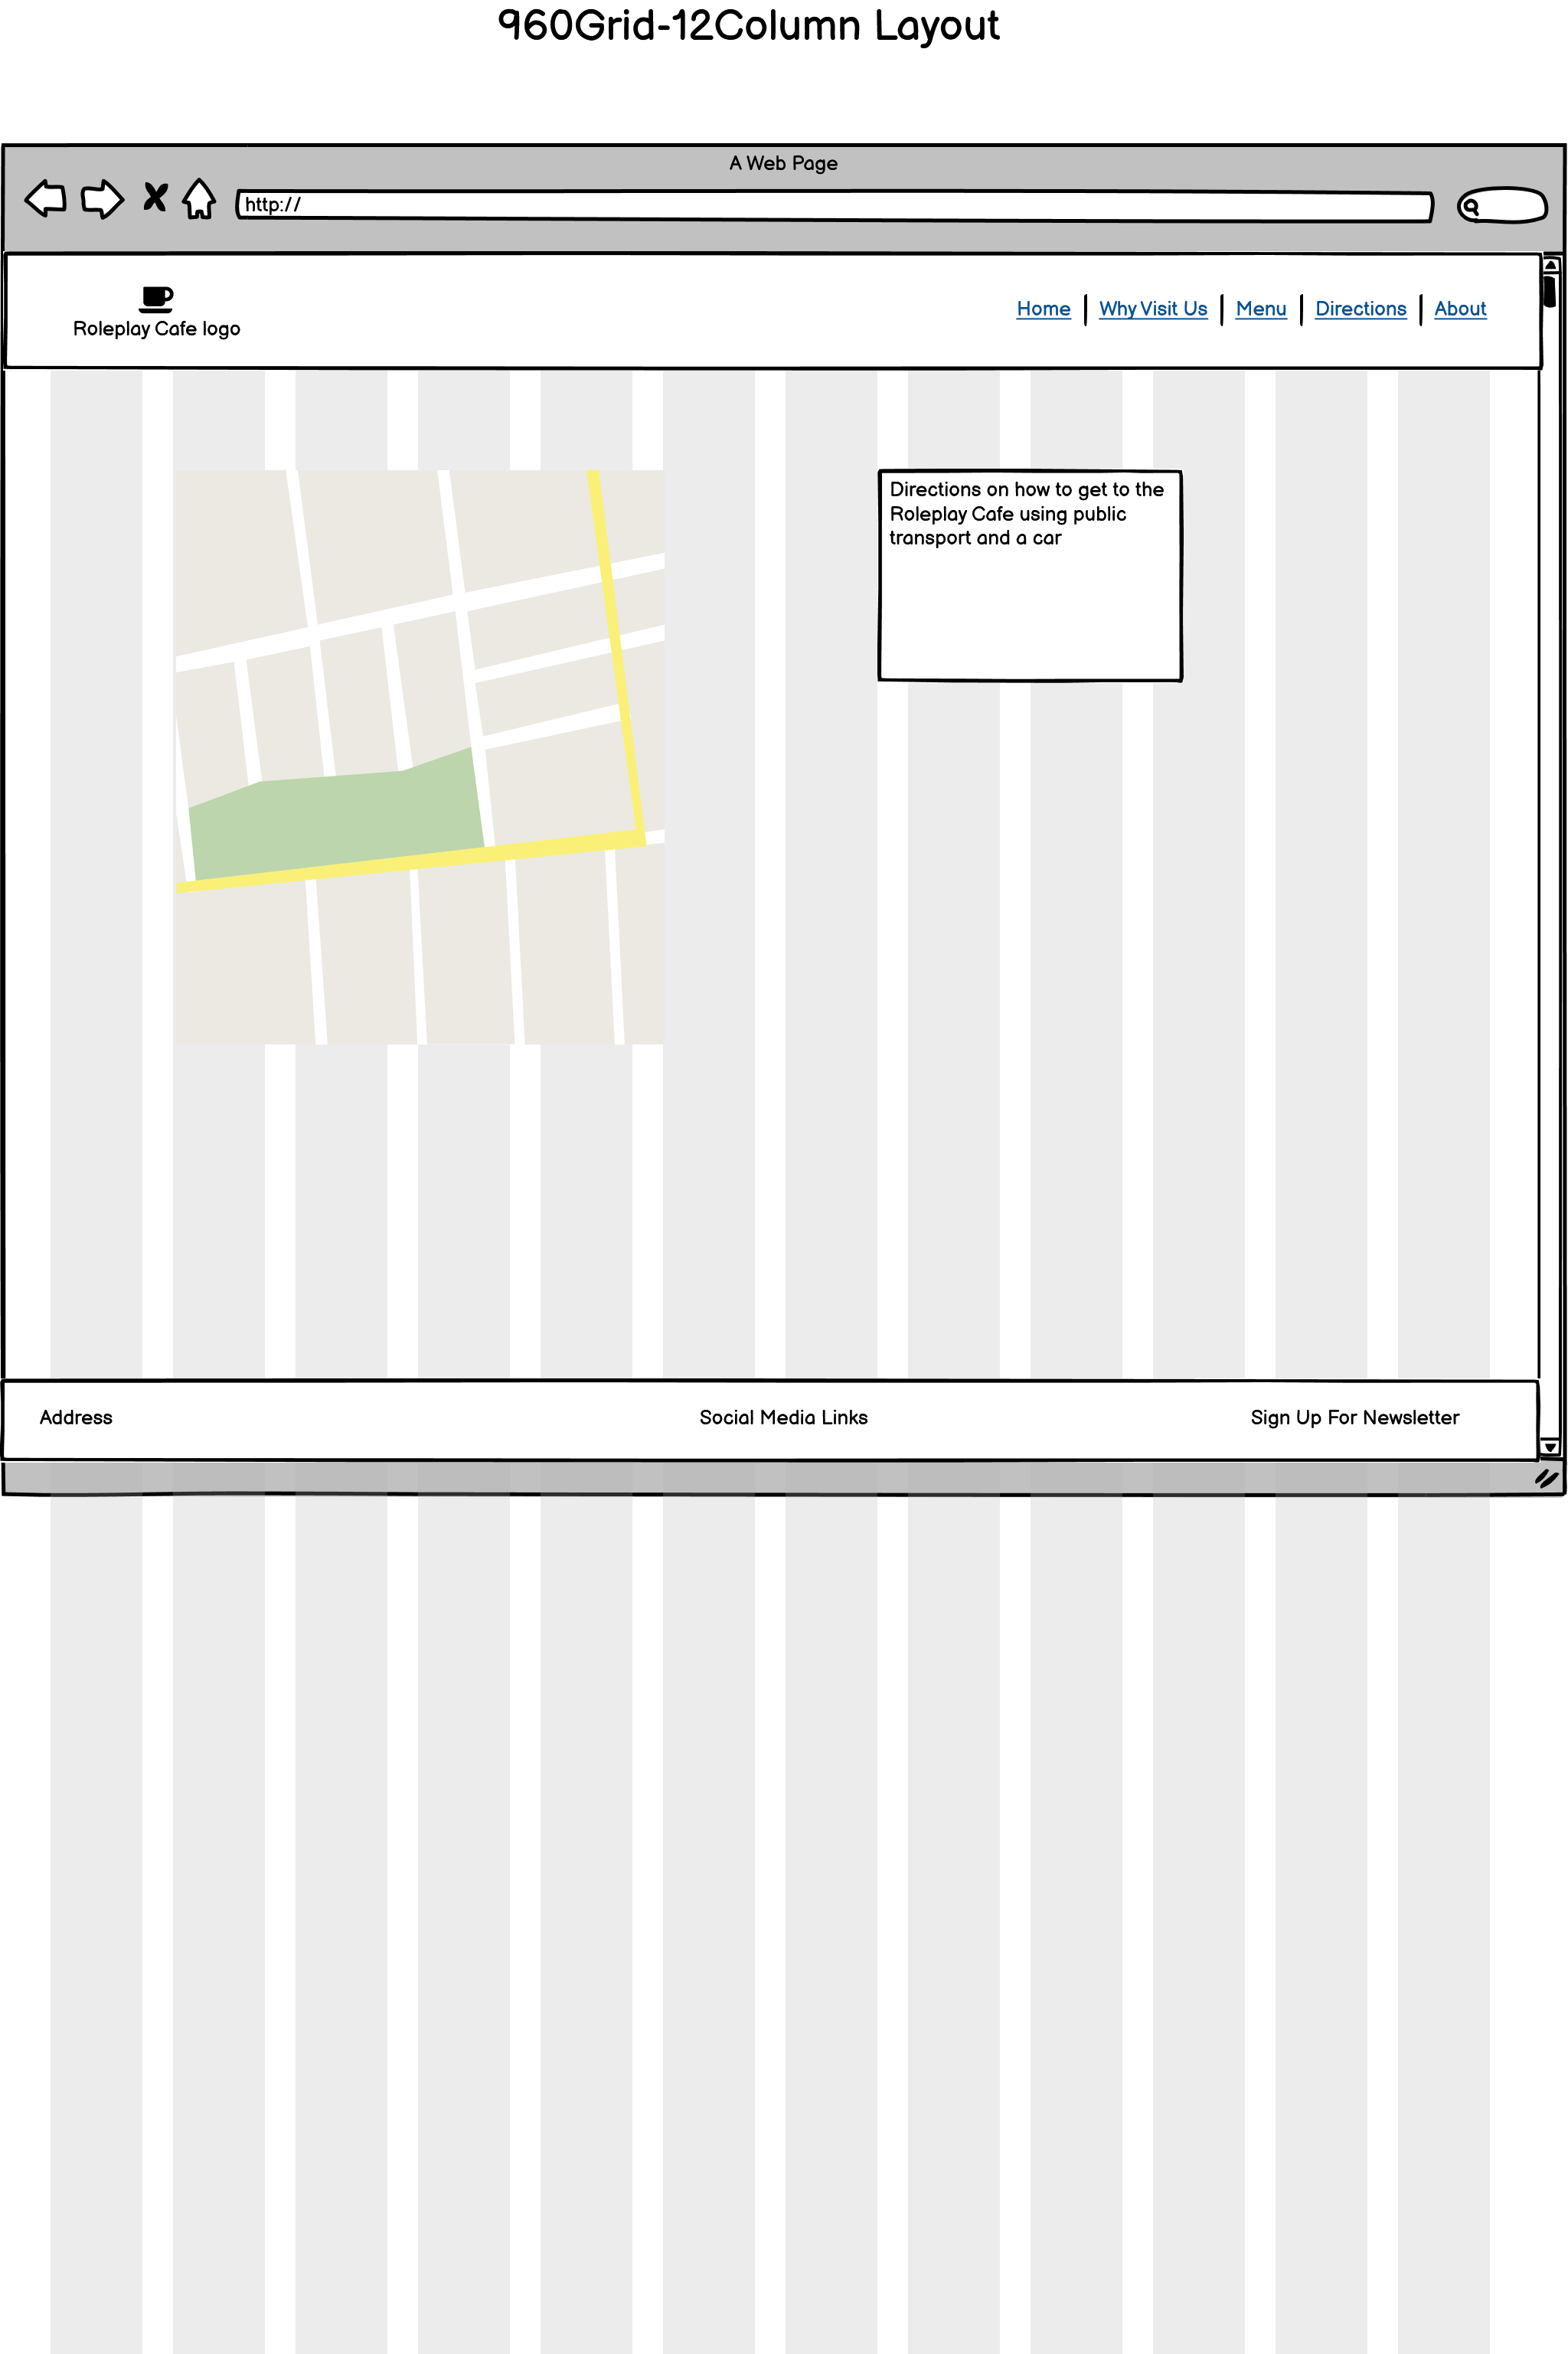 960Grid-12Column Layout
A Web Page
http://
Roleplay Cafe logo
Home | Why Visit Us | Menu | Directions | About
Directions on how to get to the
Roleplay Cafe using public
transport and a car
Address
Social Media Links
Sign Up For Newsletter